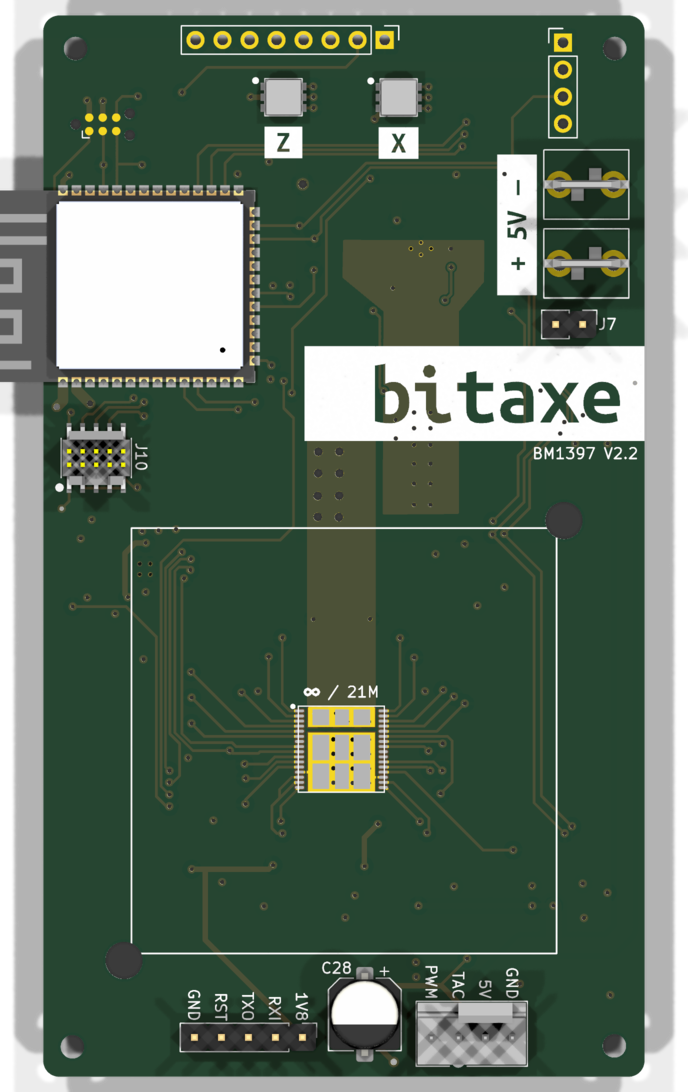 Z
X
+ 5V −
J7
bitaxe
BM1397 V2.2
J10
∞ / 21M
C28
+
PWM
TAC
5V
GND
GND
RST
TXO
RXI
1V8